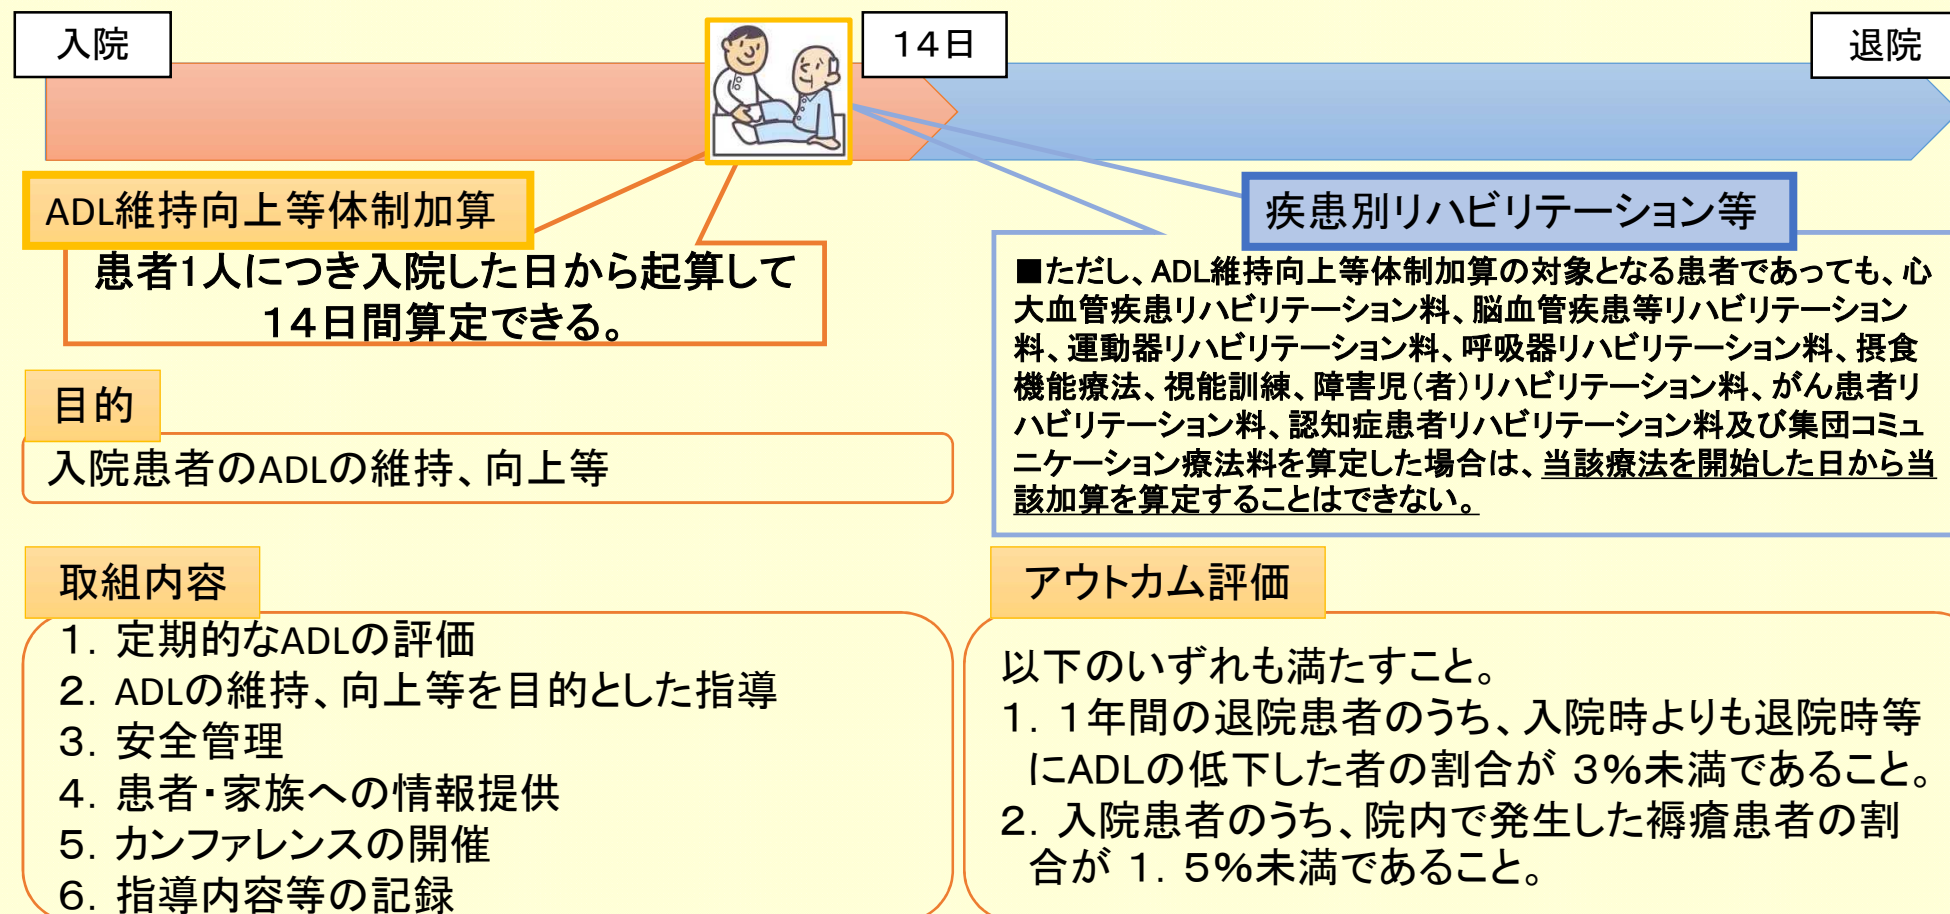 入院
14日
退院
ADL維持向上等体制加算
患者1人につき入院した日から起算して
14日間算定できる。
疾患別リハビリテーション等
■ただし、ADL維持向上等体制加算の対象となる患者であっても、心
大血管疾患リハビリテーション料、脳血管疾患等リハビリテーション
料、運動器リハビリテーション料、呼吸器リハビリテーション料、摂食
機能療法、視能訓練、障害児（者）リハビリテーション料、がん患者リ
ハビリテーション料、認知症患者リハビリテーション料及び集団コミュ
ニケーション療法料を算定した場合は、当該療法を開始した日から当
該加算を算定することはできない。
目的
入院患者のADLの維持、向上等
取組内容
1．定期的なADLの評価
2．ADLの維持、向上等を目的とした指導
3．安全管理
4．患者・家族への情報提供
5．カンファレンスの開催
6．指導内容等の記録
アウトカム評価
以下のいずれも満たすこと。
1．1年間の退院患者のうち、入院時よりも退院時等
にADLの低下した者の割合が 3％未満であること。
2．入院患者のうち、院内で発生した褥瘡患者の割
合が 1．5％未満であること。